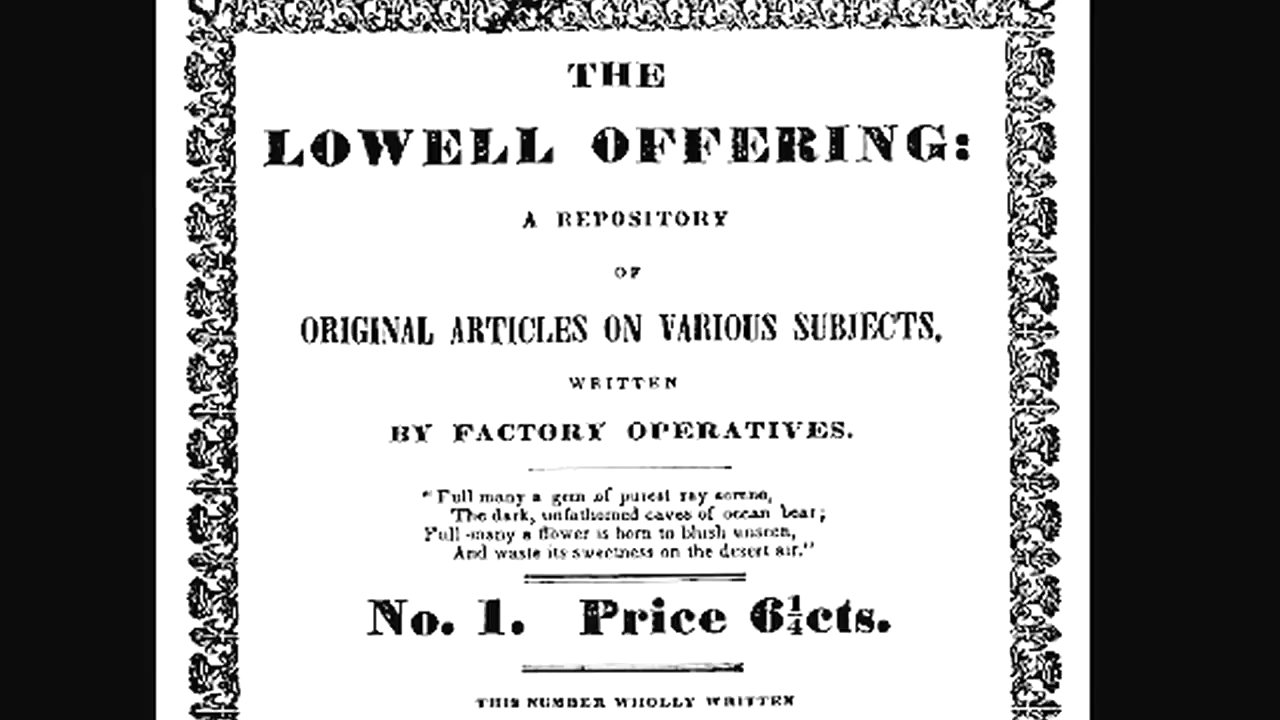 THE
LOWELL OFFERING:
A REPOSITORY
OF
ORIGINAL ARTICLES ON VARIOUS SUBJECTS,
WRITTEN
BY FACTORY OPERATIVES.
"Full many a gem of purest ray serene,
The dark, unfathomed caves of ocean bear;
Full many a flower is born to blush unseen,
And waste its sweetness on the desert air."
No. 1. Price 6¼cts.
THIS NUMBER WHOLLY WRITTEN